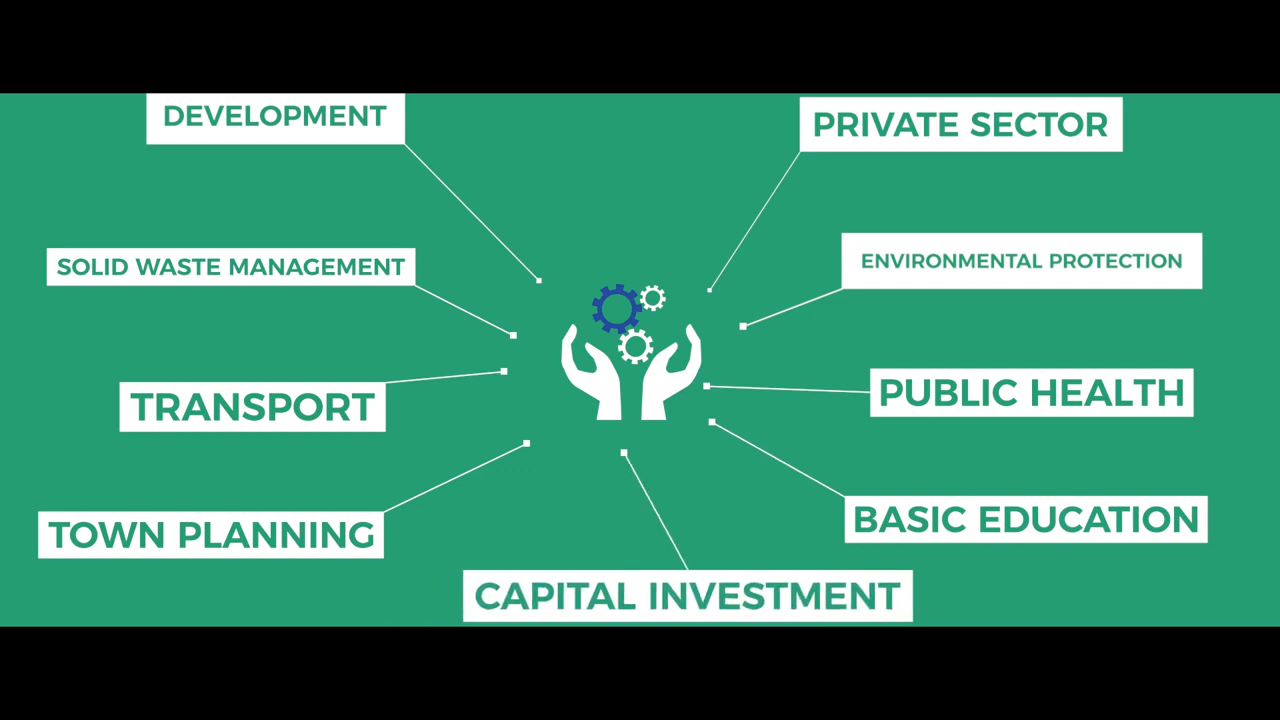 DEVELOPMENT
PRIVATE SECTOR
SOLID WASTE MANAGEMENT
ENVIRONMENTAL PROTECTION
TRANSPORT
PUBLIC HEALTH
TOWN PLANNING
BASIC EDUCATION
CAPITAL INVESTMENT